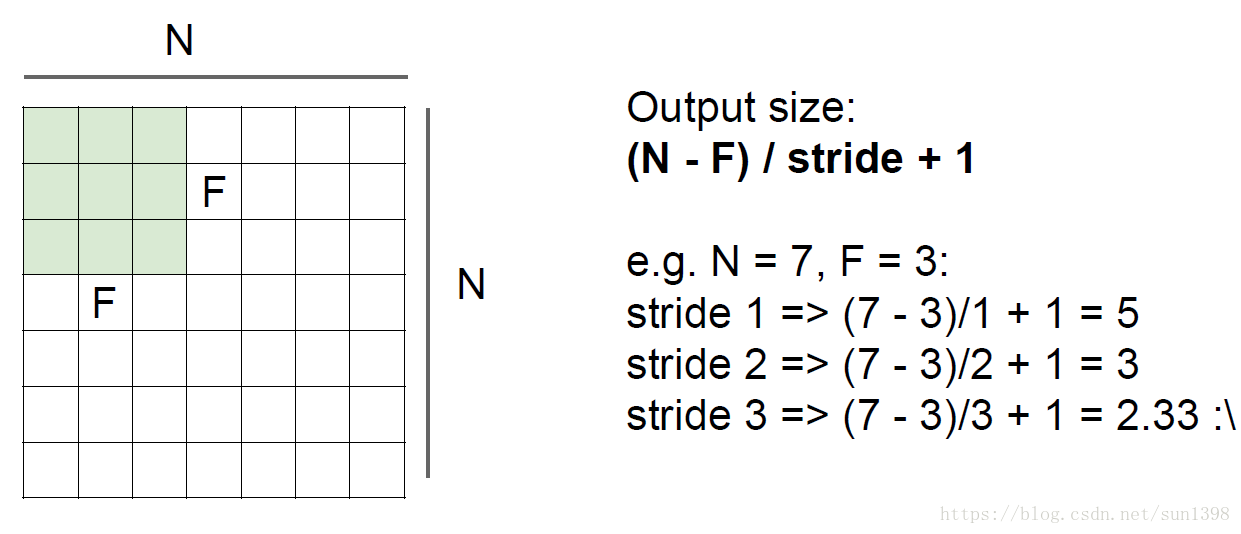 N
F
F
N
Output size:
(N - F) / stride + 1
e.g. N = 7, F = 3:
stride 1 => (7 - 3)/1 + 1 = 5
stride 2 => (7 - 3)/2 + 1 = 3
stride 3 => (7 - 3)/3 + 1 = 2.33 :\
https://blog.csdn.net/sun1398